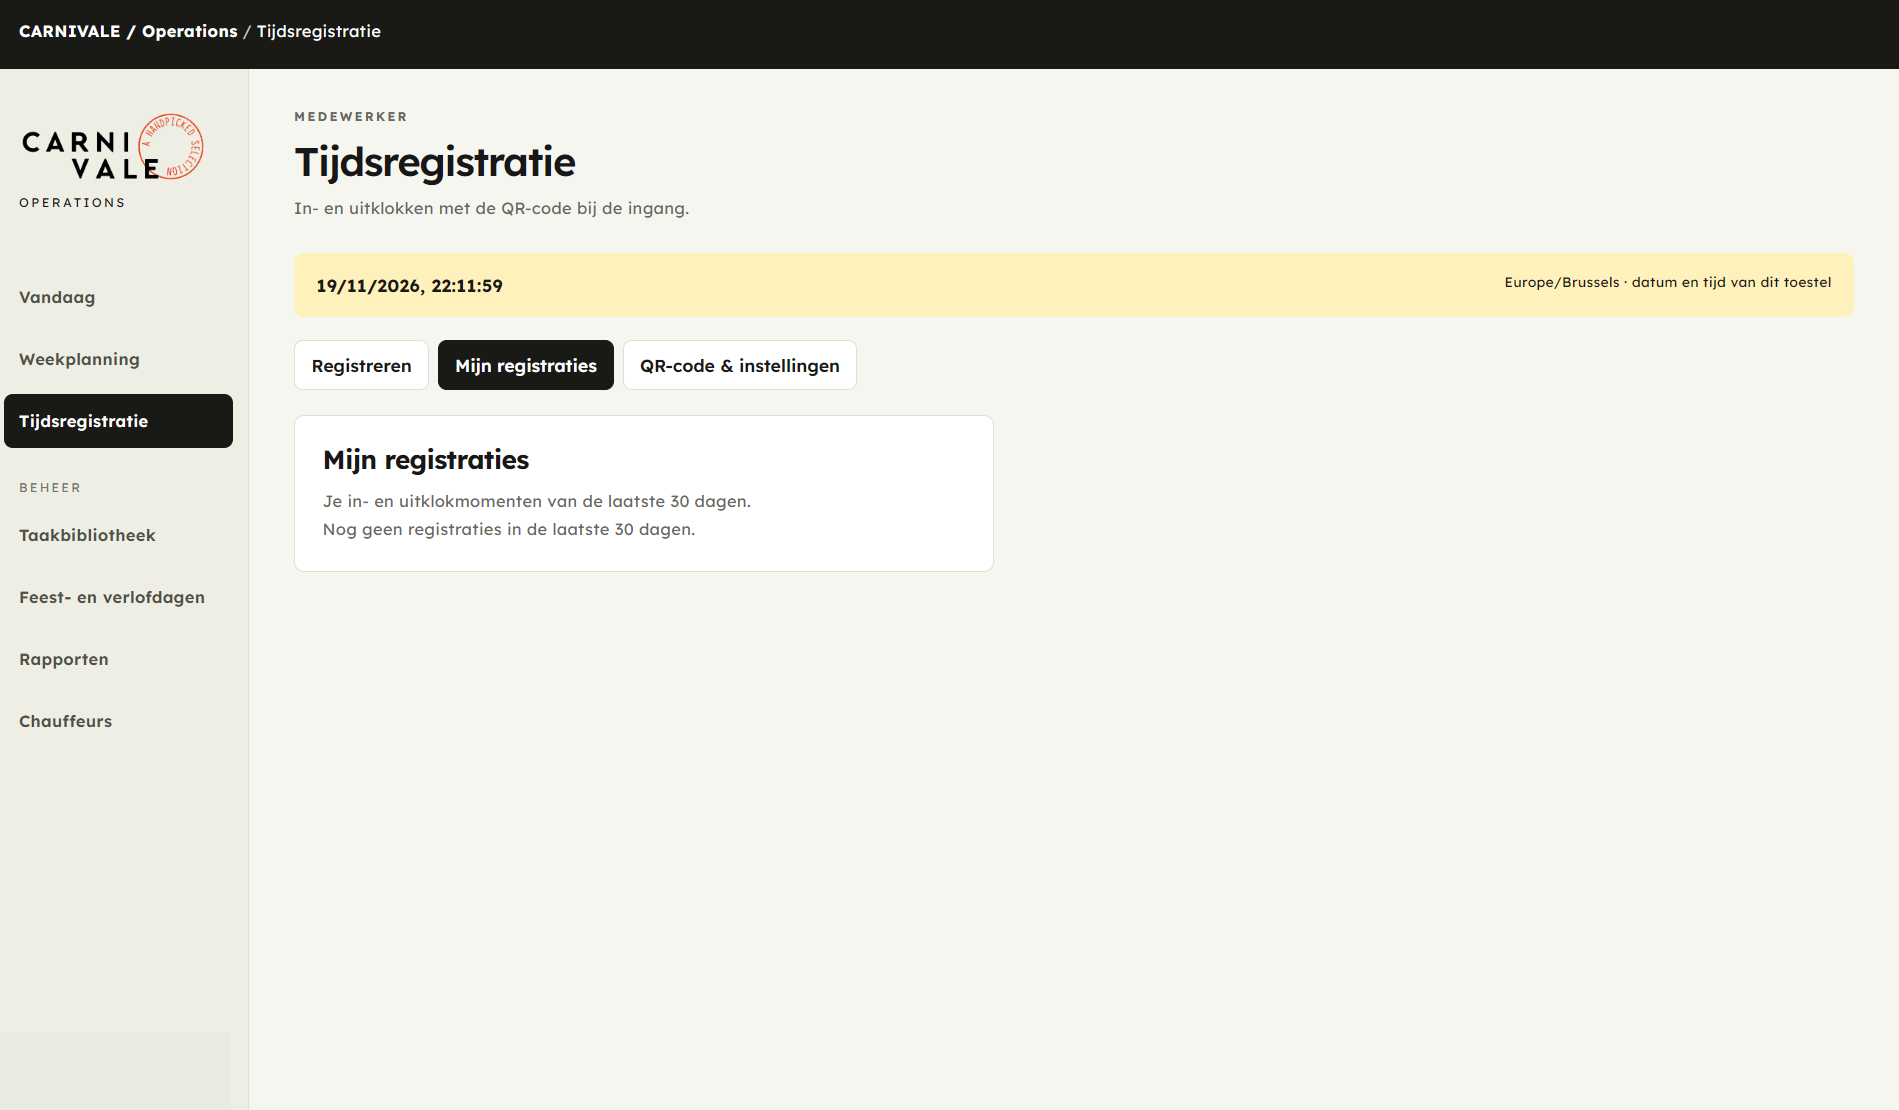 CARNIVALE / Operations / Tijdsregistratie
CARNI
VALE
A HANDPICKED SELECTION
OPERATIONS
Vandaag
Weekplanning
Tijdsregistratie
BEHEER
Taakbibliotheek
Feest- en verlofdagen
Rapporten
Chauffeurs
MEDEWERKER
Tijdsregistratie
In- en uitklokken met de QR-code bij de ingang.
19/11/2026, 22:11:59
Europe/Brussels · datum en tijd van dit toestel
Registreren
Mijn registraties
QR-code & instellingen
Mijn registraties
Je in- en uitklokmomenten van de laatste 30 dagen.
Nog geen registraties in de laatste 30 dagen.